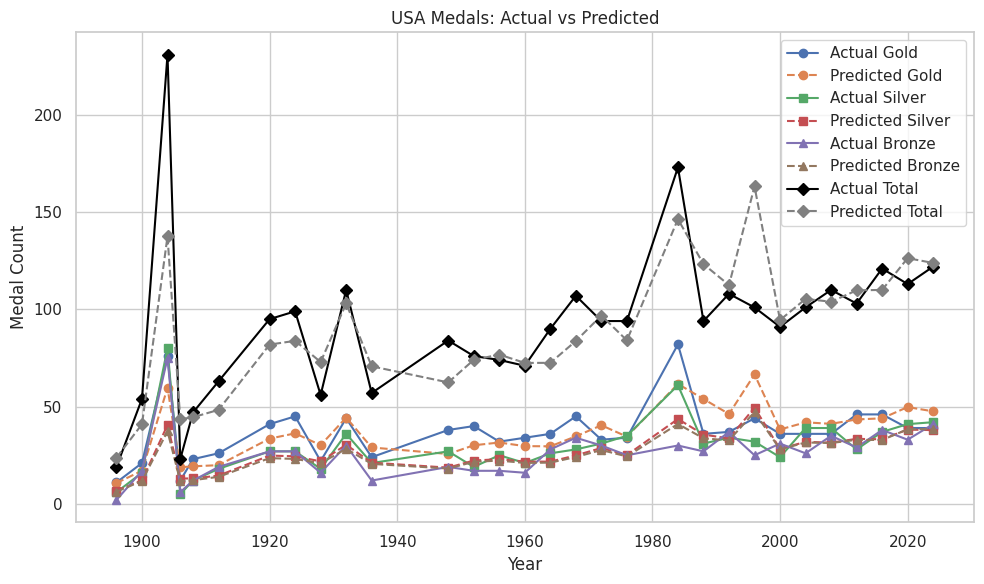 USA Medals: Actual vs Predicted
Actual Gold
Predicted Gold
Actual Silver
Predicted Silver
Actual Bronze
Predicted Bronze
Actual Total
Predicted Total
Medal Count
200
150
100
50
0
1900
1920
1940
1960
1980
2000
2020
Year